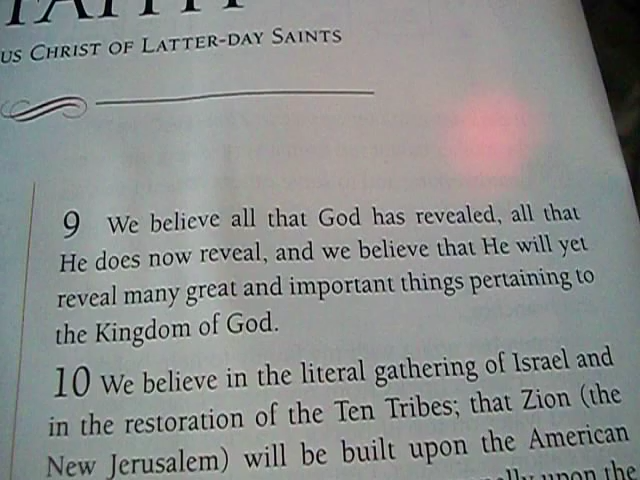 FAITH
US CHRIST OF LATTER-DAY SAINTS
9 We believe all that God has revealed, all that
He does now reveal, and we believe that He will yet
reveal many great and important things pertaining to
the Kingdom of God.
10 We believe in the literal gathering of Israel and
in the restoration of the Ten Tribes; that Zion (the
New Jerusalem) will be built upon the American
upon the